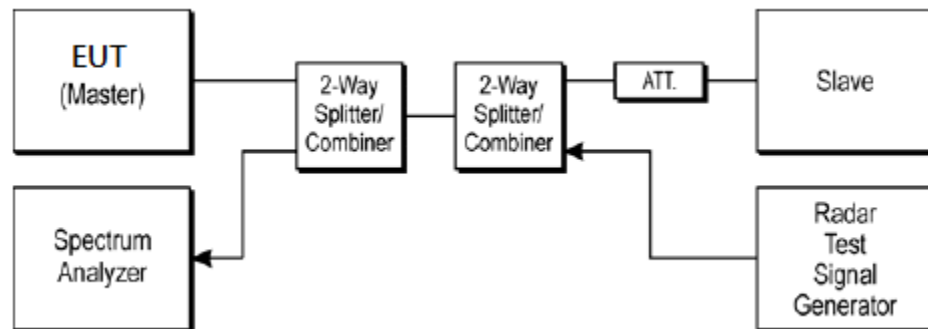 EUT
(Master)
2-Way
Splitter/
Combiner
2-Way
Splitter/
Combiner
ATT.
Slave
Spectrum
Analyzer
Radar
Test
Signal
Generator